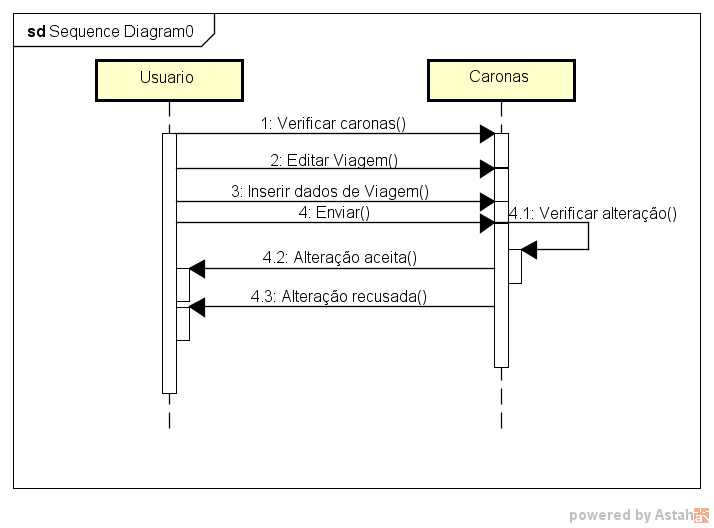 sd Sequence Diagram0
Usuario
Caronas
1: Verificar caronas()
2: Editar Viagem()
3: Inserir dados de Viagem()
4: Enviar()
4.1: Verificar alteração()
4.2: Alteração aceita()
4.3: Alteração recusada()
powered by Astah